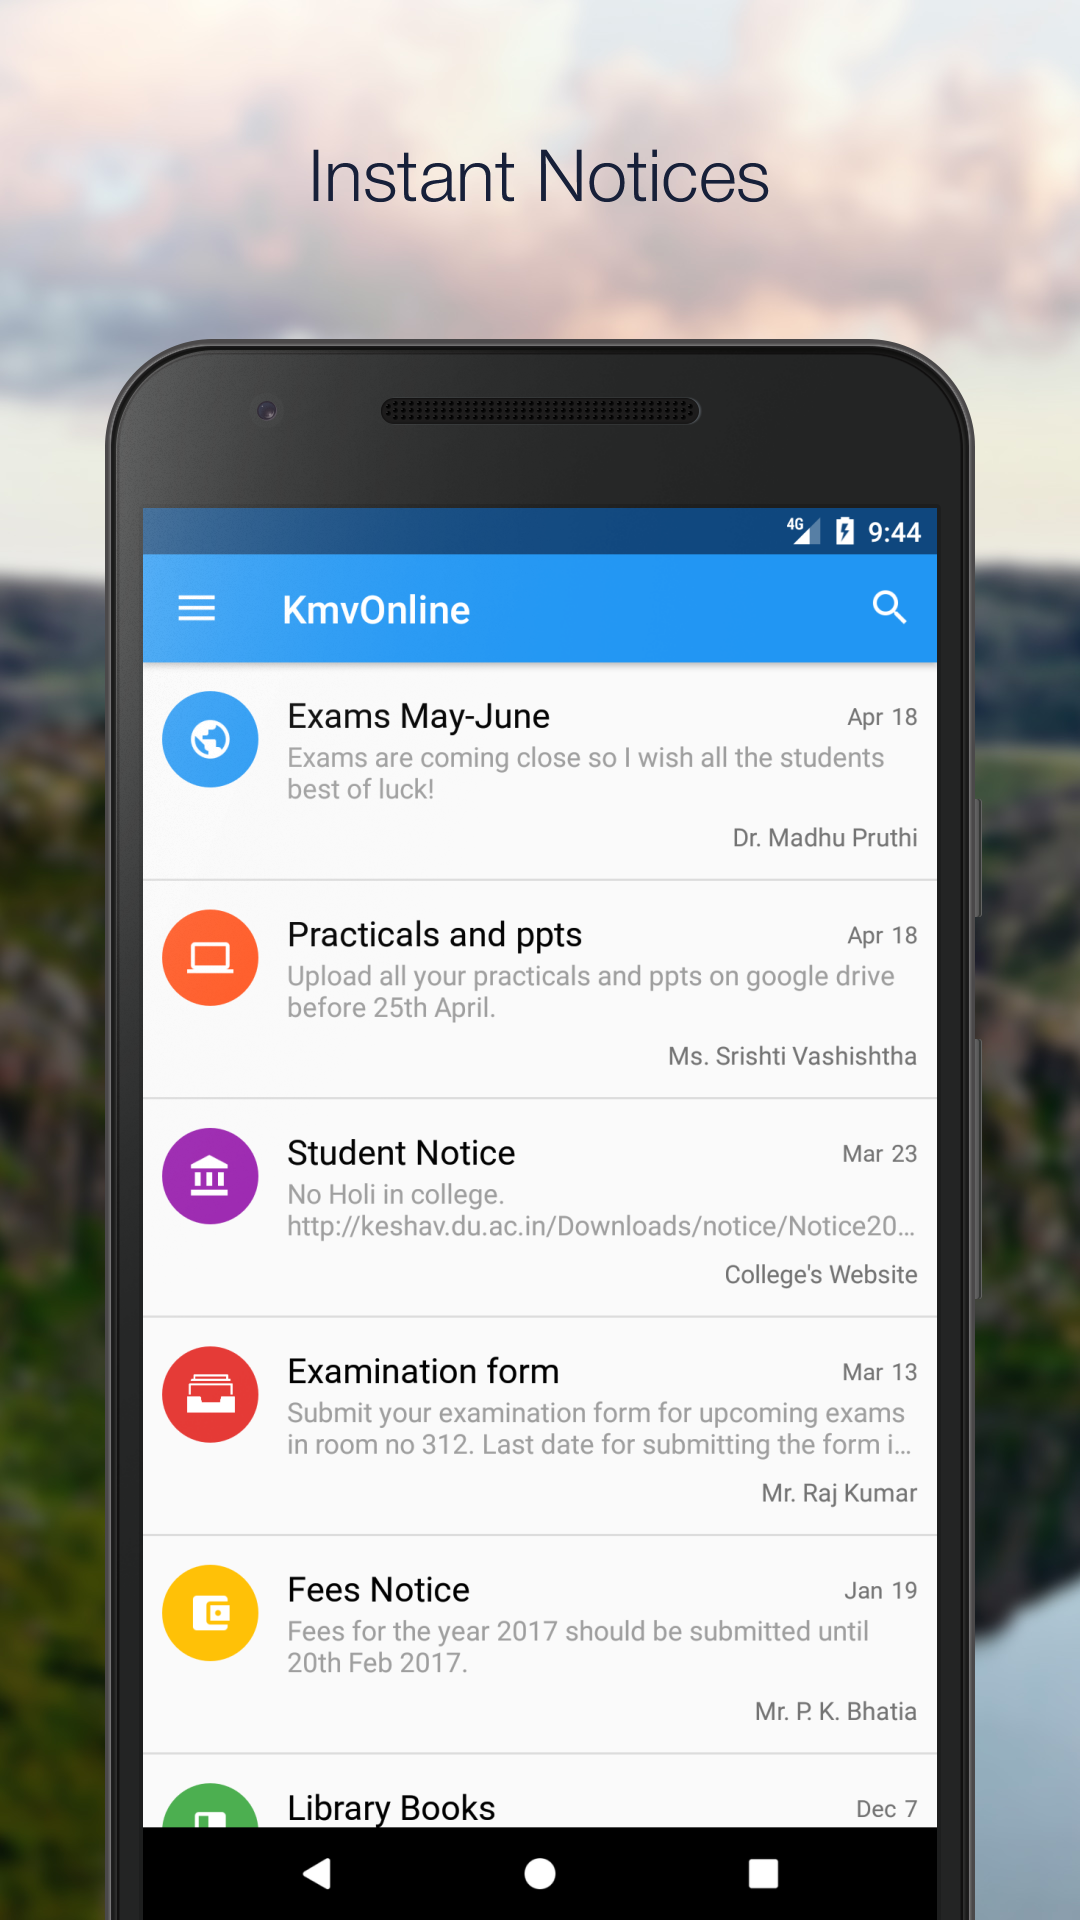 Instant Notices
4G 9:44
KmvOnline
Exams May-June Apr 18
Exams are coming close so I wish all the students
best of luck!
Dr. Madhu Pruthi
Practicals and ppts Apr 18
Upload all your practicals and ppts on google drive
before 25th April.
Ms. Srishti Vashishtha
Student Notice Mar 23
No Holi in college.
http://keshav.du.ac.in/Downloads/notice/Notice20...
College's Website
Examination form Mar 13
Submit your examination form for upcoming exams
in room no 312. Last date for submitting the form i...
Mr. Raj Kumar
Fees Notice Jan 19
Fees for the year 2017 should be submitted until
20th Feb 2017.
Mr. P. K. Bhatia
Library Books Dec 7